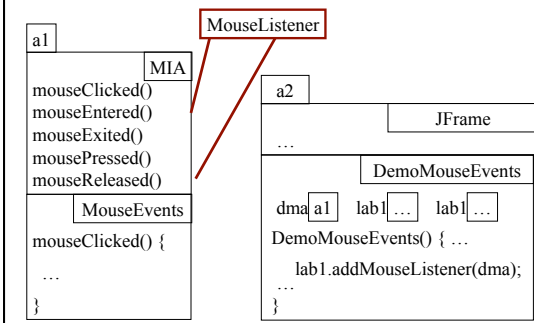 MouseListener
a1
MIA
mouseClicked()
mouseEntered()
mouseExited()
mousePressed()
mouseReleased()
MouseEvents
mouseClicked() {
…
}
a2
JFrame
…
DemoMouseEvents
dma a1 lab1 … lab1 …
DemoMouseEvents() { …
lab1.addMouseListener(dma);
…
}